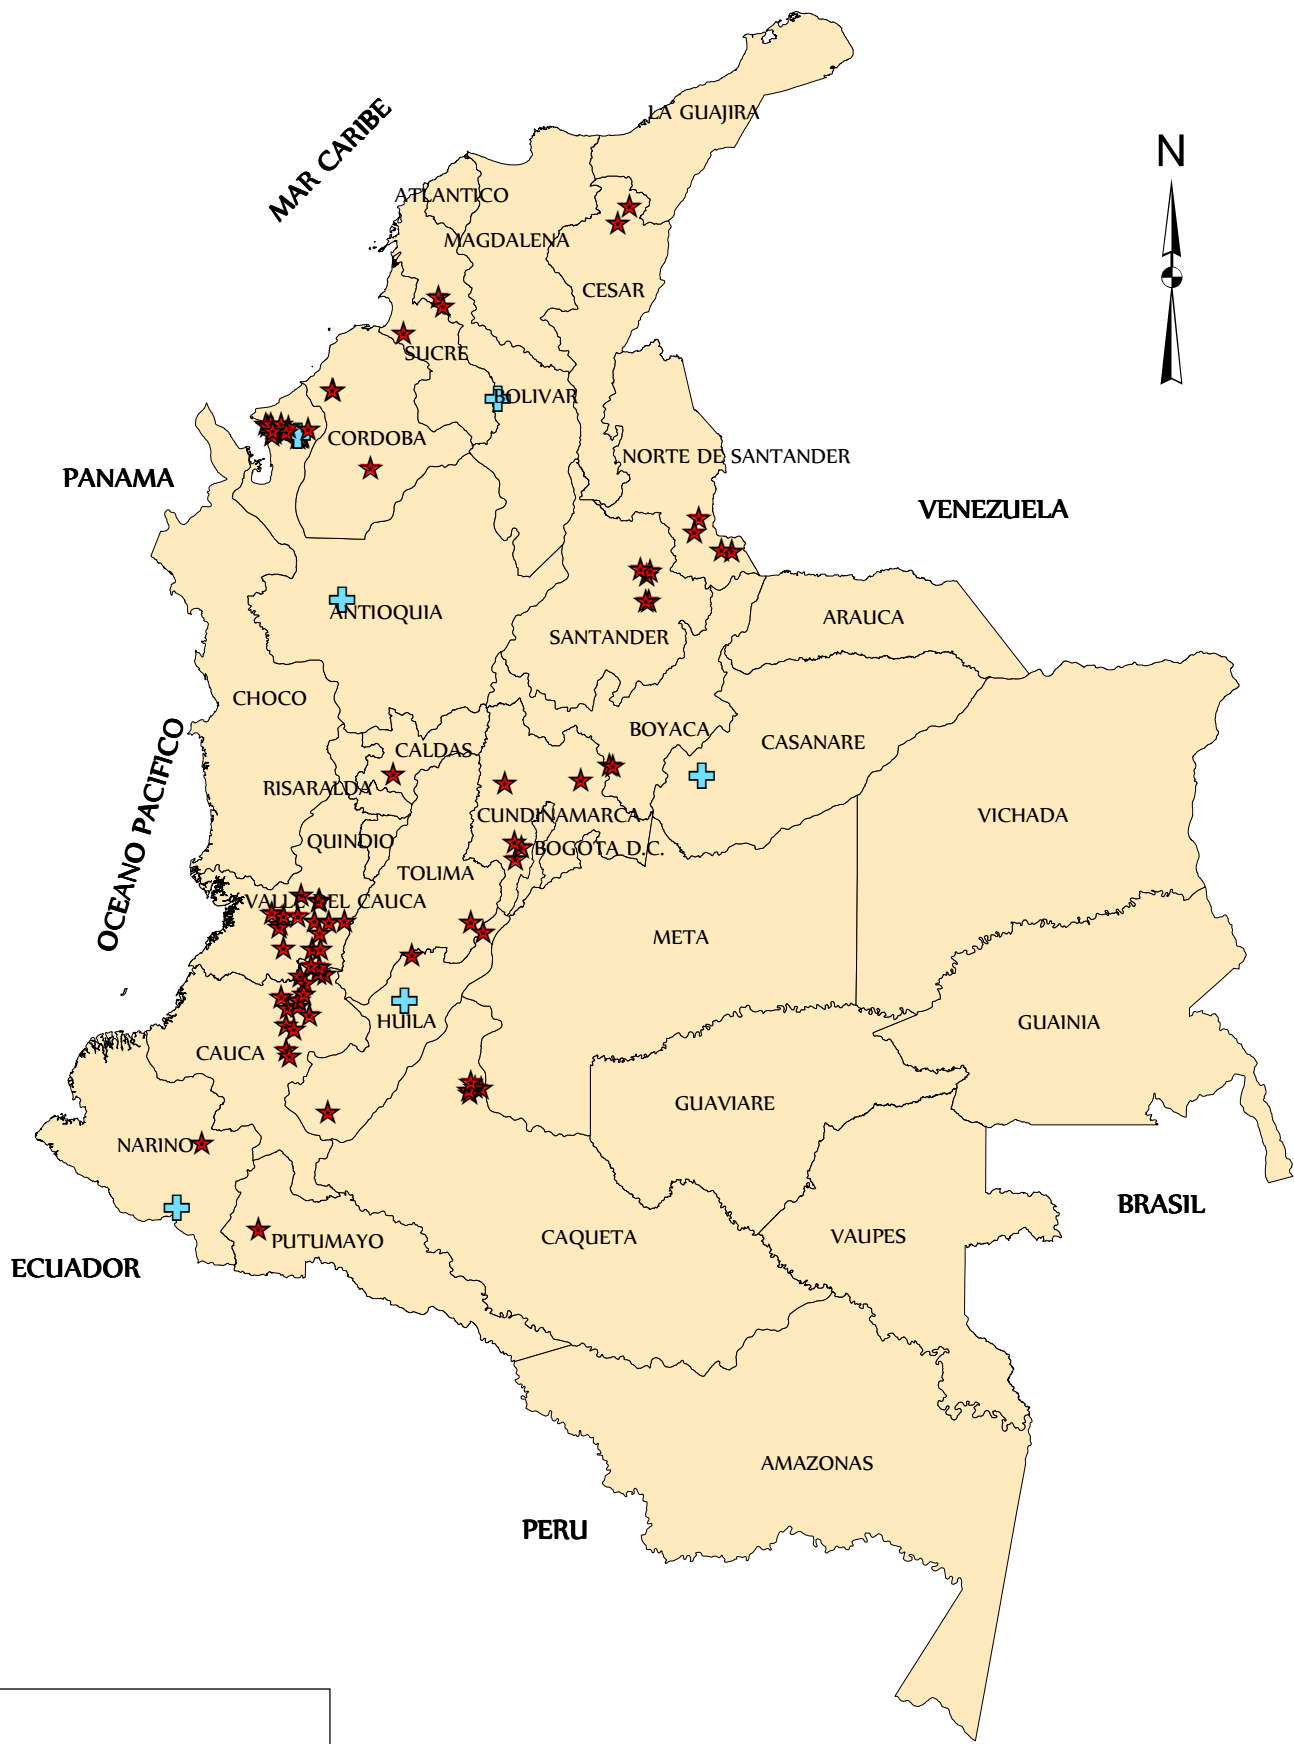 LA GUAJIRA
MAR CARIBE
N
ATLANTICO
MAGDALENA
CESAR
SUCRE
BOLIVAR
CORDOBA
NORTE DE SANTANDER
PANAMA
VENEZUELA
ANTIOQUIA
ARAUCA
SANTANDER
CHOCO
BOYACA
CASANARE
CALDAS
RISARALDA
OCEANO PACIFICO
CUNDINAMARCA
VICHADA
QUINDIO
BOGOTA D.C.
TOLIMA
VALLE DEL CAUCA
META
HUILA
GUAINIA
CAUCA
GUAVIARE
NARINO
BRASIL
CAQUETA
VAUPES
PUTUMAYO
ECUADOR
AMAZONAS
PERU